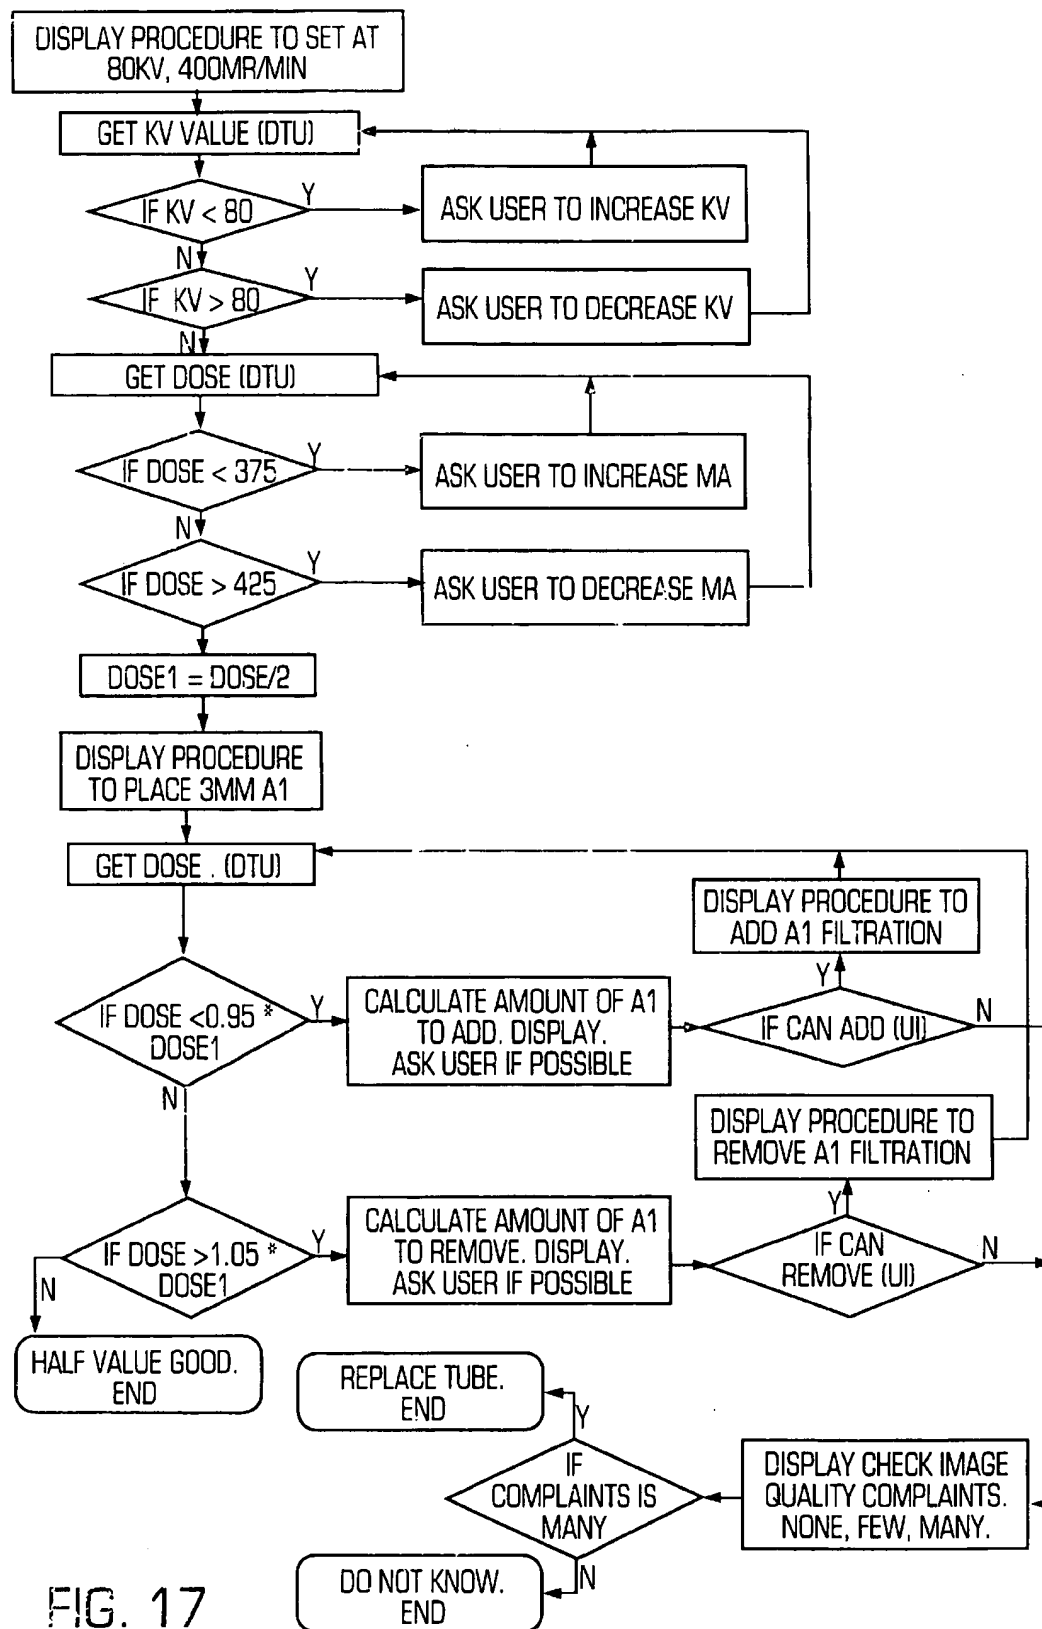 DISPLAY PROCEDURE TO SET AT
80KV, 400MR/MIN
GET KV VALUE (DTU)
IF KV < 80
Y
ASK USER TO INCREASE KV
N
IF KV > 80
Y
ASK USER TO DECREASE KV
N
GET DOSE (DTU)
IF DOSE < 375
Y
ASK USER TO INCREASE MA
N
IF DOSE > 425
Y
ASK USER TO DECREASE MA
DOSE1 = DOSE/2
DISPLAY PROCEDURE
TO PLACE 3MM A1
GET DOSE . (DTU)
DISPLAY PROCEDURE TO
ADD A1 FILTRATION
Y
IF DOSE <0.95 *
DOSE1
Y
CALCULATE AMOUNT OF A1
TO ADD. DISPLAY.
ASK USER IF POSSIBLE
IF CAN ADD (UI)
N
N
DISPLAY PROCEDURE TO
REMOVE A1 FILTRATION
Y
IF DOSE >1.05 *
DOSE1
Y
CALCULATE AMOUNT OF A1
TO REMOVE. DISPLAY.
ASK USER IF POSSIBLE
IF CAN
REMOVE (UI)
N
N
HALF VALUE GOOD.
END
REPLACE TUBE.
END
Y
IF
COMPLAINTS IS
MANY
DISPLAY CHECK IMAGE
QUALITY COMPLAINTS.
NONE, FEW, MANY.
N
DO NOT KNOW.
END
FIG. 17